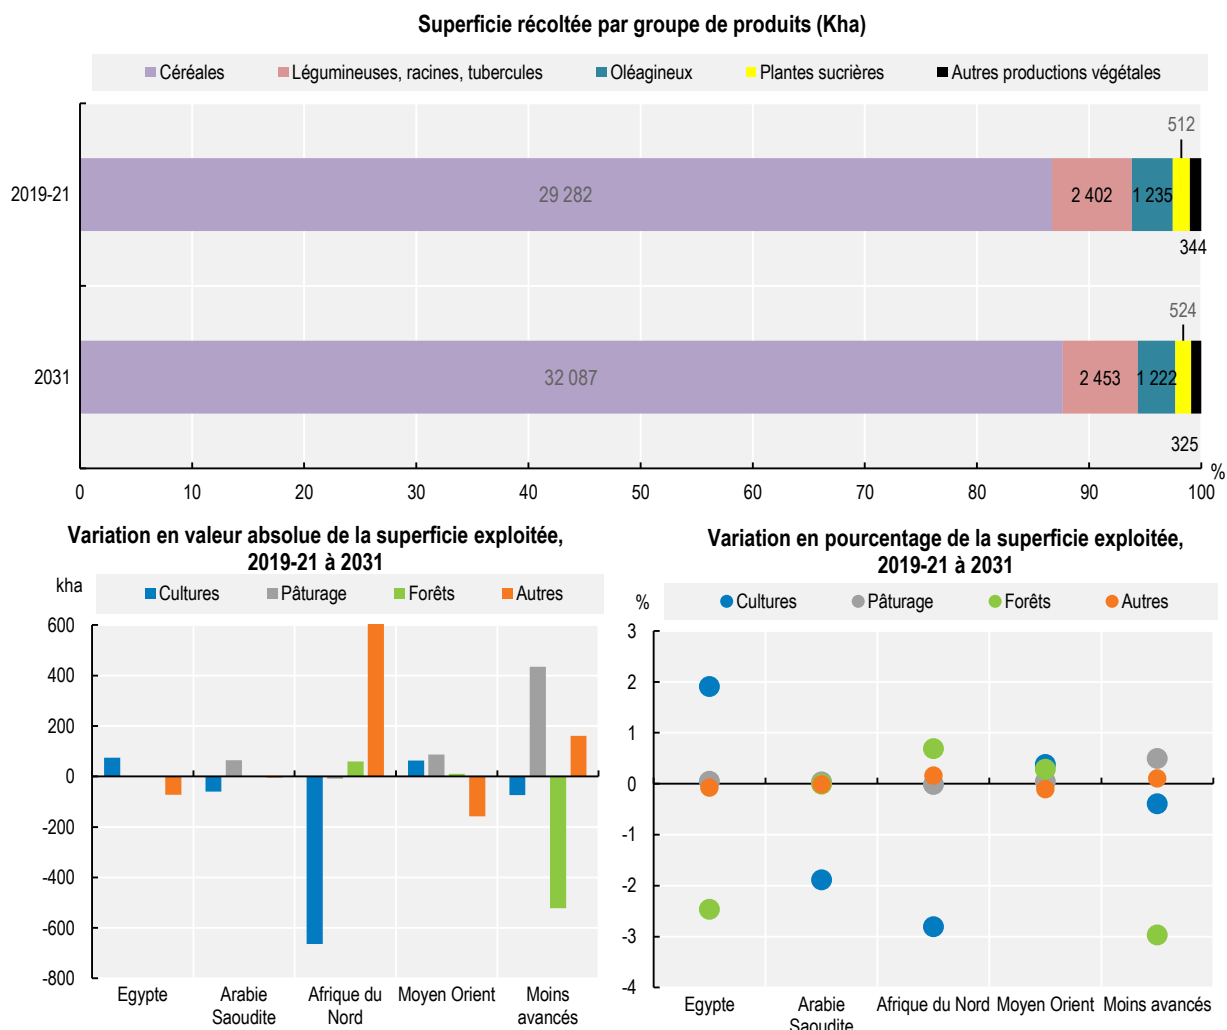 Superficie récoltée par groupe de produits (Kha)
Céréales Légumineuses, racines, tubercules Oléagineux Plantes sucrières Autres productions végétales
512
2019-21 29 282 2 402 1 235
344
524
2031 32 087 2 453 1 222
325
%
0 10 20 30 40 50 60 70 80 90 100
Variation en valeur absolue de la superficie exploitée,
2019-21 à 2031
kha
Cultures Pâturage Forêts Autres
600
400
200
0
-200
-400
-600
-800
Egypte Arabie Saoudite Afrique du Nord Moyen Orient Moins avancés
Variation en pourcentage de la superficie exploitée,
2019-21 à 2031
%
Cultures Pâturage Forêts Autres
3
2
1
0
-1
-2
-3
-4
Egypte Arabie Saoudite Afrique du Nord Moyen Orient Moins avancés